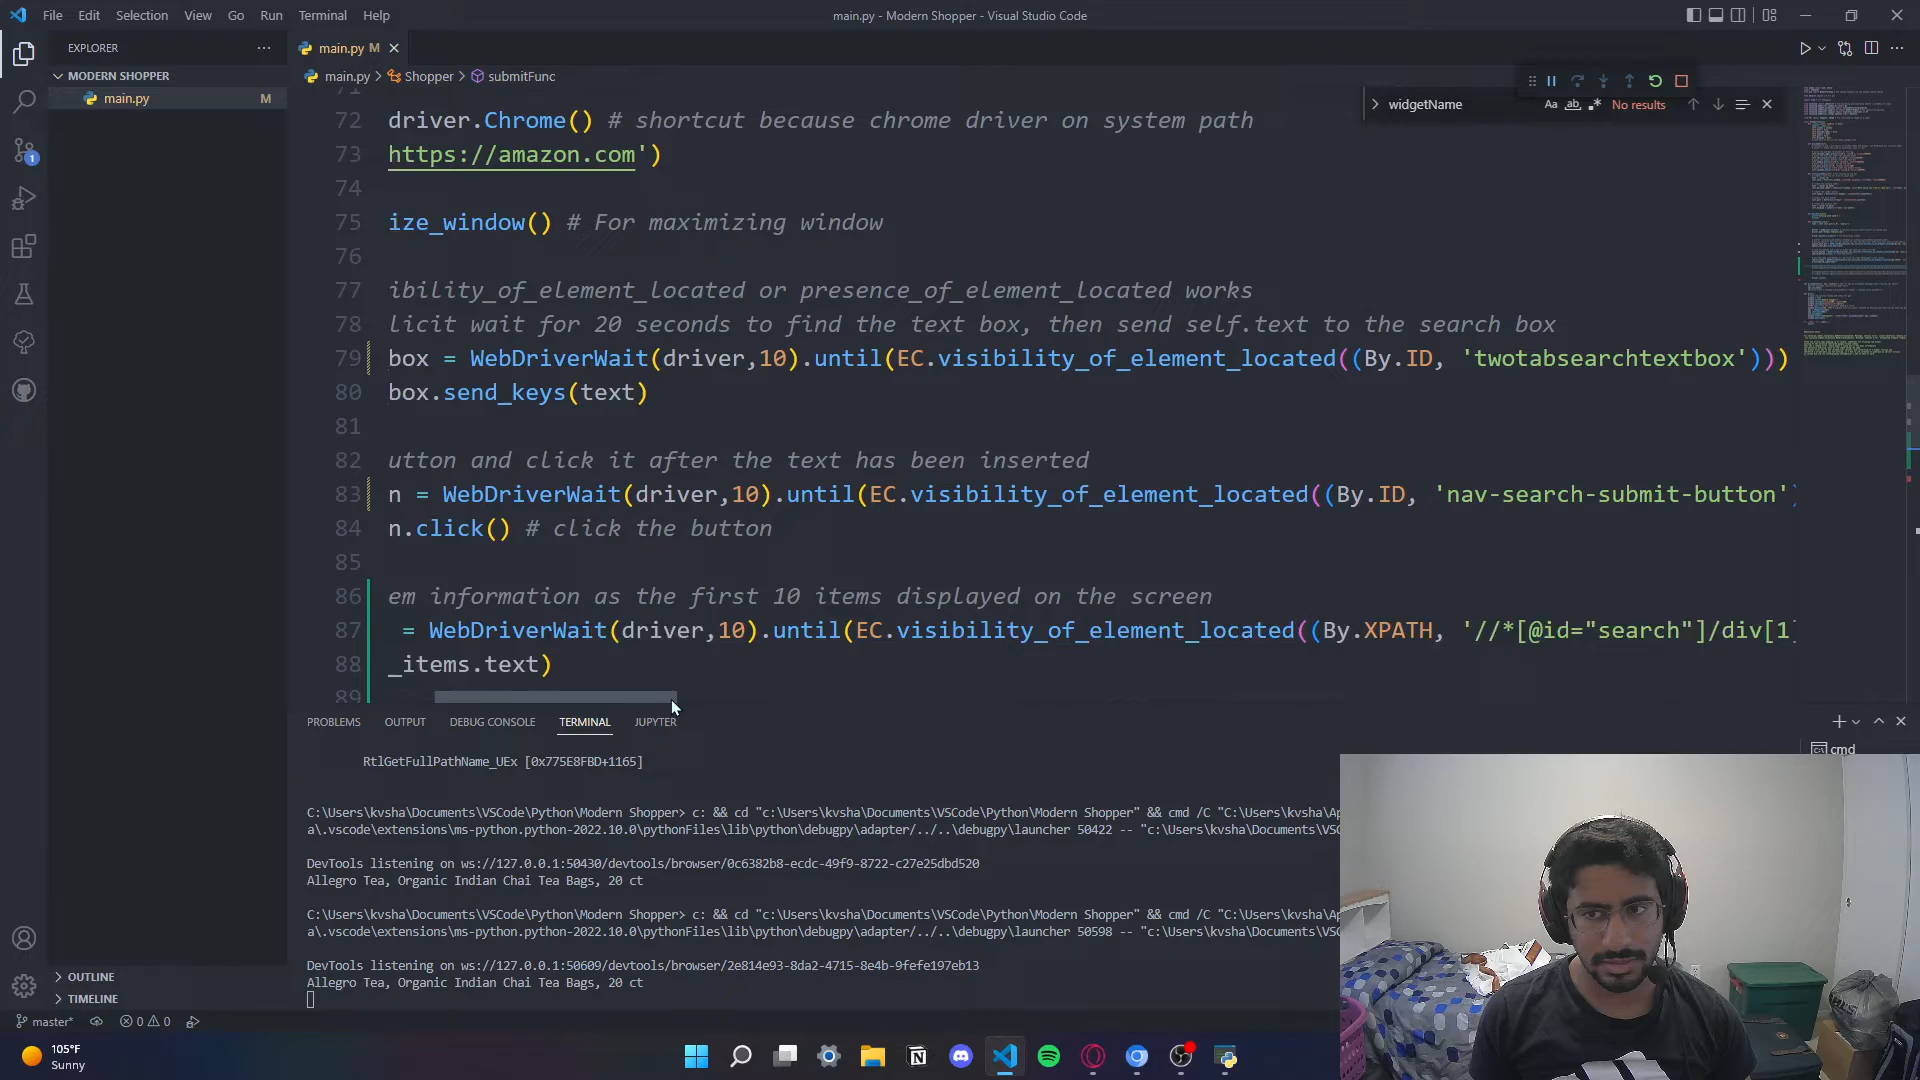 File Edit Selection View Go Run Terminal Help
main.py - Modern Shopper - Visual Studio Code
EXPLORER
MODERN SHOPPER
main.py M
main.py M
main.py > Shopper > submitFunc
widgetName
Aa ab
No results
72 driver.Chrome() # shortcut because chrome driver on system path
73 https://amazon.com')
74
75 ize_window() # For maximizing window
76
77 ibility_of_element_located or presence_of_element_located works
78 licit wait for 20 seconds to find the text box, then send self.text to the search box
79 box = WebDriverWait(driver,10).until(EC.visibility_of_element_located((By.ID, 'twotabsearchtextbox')))
80 box.send_keys(text)
81
82 utton and click it after the text has been inserted
83 n = WebDriverWait(driver,10).until(EC.visibility_of_element_located((By.ID, 'nav-search-submit-button')
84 n.click() # click the button
85
86 em information as the first 10 items displayed on the screen
87 = WebDriverWait(driver,10).until(EC.visibility_of_element_located((By.XPATH, '//*[@id="search"]/div[1]
88 _items.text)
89
PROBLEMS OUTPUT DEBUG CONSOLE TERMINAL JUPYTER
cmd
RtlGetFullPathName_UEx [0x775E8FBD+1165]
C:\Users\kvsha\Documents\VSCode\Python\Modern Shopper> c: && cd "c:\Users\kvsha\Documents\VSCode\Python\Modern Shopper" && cmd /C "C:\Users\kvsha\Ap
a\.vscode\extensions\ms-python.python-2022.10.0\pythonFiles\lib\python\debugpy\adapter/../..\debugpy\launcher 50422 -- "c:\Users\kvsha\Documents\VSC
DevTools listening on ws://127.0.0.1:50430/devtools/browser/0c6382b8-ecdc-49f9-8722-c27e25dbd520
Allegro Tea, Organic Indian Chai Tea Bags, 20 ct
C:\Users\kvsha\Documents\VSCode\Python\Modern Shopper> c: && cd "c:\Users\kvsha\Documents\VSCode\Python\Modern Shopper" && cmd /C "C:\Users\kvsha\Ap
a\.vscode\extensions\ms-python.python-2022.10.0\pythonFiles\lib\python\debugpy\adapter/../..\debugpy\launcher 50598 -- "c:\Users\kvsha\Documents\VSC
DevTools listening on ws://127.0.0.1:50609/devtools/browser/2e814e93-8da2-4715-8e4b-9fefe197eb13
Allegro Tea, Organic Indian Chai Tea Bags, 20 ct
OUTLINE
TIMELINE
master* 0 0
105°F
Sunny